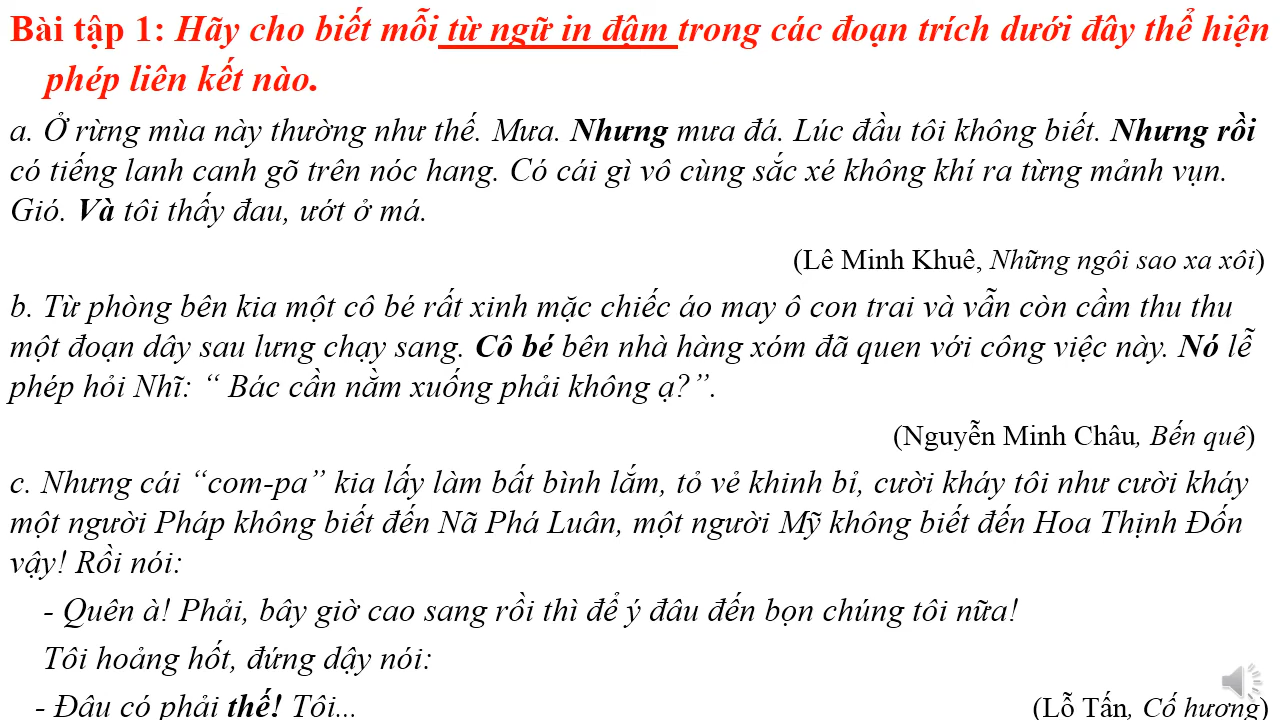 Bài tập 1: Hãy cho biết mỗi từ ngữ in đậm trong các đoạn trích dưới đây thể hiện
phép liên kết nào.
a. Ở rừng mùa này thường như thế. Mưa. Nhưng mưa đá. Lúc đầu tôi không biết. Nhưng rồi
có tiếng lanh canh gõ trên nóc hang. Có cái gì vô cùng sắc xé không khí ra từng mảnh vụn.
Gió. Và tôi thấy đau, ướt ở má.
(Lê Minh Khuê, Những ngôi sao xa xôi)
b. Từ phòng bên kia một cô bé rất xinh mặc chiếc áo may ô con trai và vẫn còn cầm thu thu
một đoạn dây sau lưng chạy sang. Cô bé bên nhà hàng xóm đã quen với công việc này. Nó lễ
phép hỏi Nhĩ: “ Bác cần nằm xuống phải không ạ?”.
(Nguyễn Minh Châu, Bến quê)
c. Nhưng cái “com-pa” kia lấy làm bất bình lắm, tỏ vẻ khinh bỉ, cười kháy tôi như cười kháy
một người Pháp không biết đến Nã Phá Luân, một người Mỹ không biết đến Hoa Thịnh Đốn
vậy! Rồi nói:
- Quên à! Phải, bây giờ cao sang rồi thì để ý đâu đến bọn chúng tôi nữa!
Tôi hoảng hốt, đứng dậy nói:
- Đâu có phải thế! Tôi... (Lỗ Tấn, Cố hương)